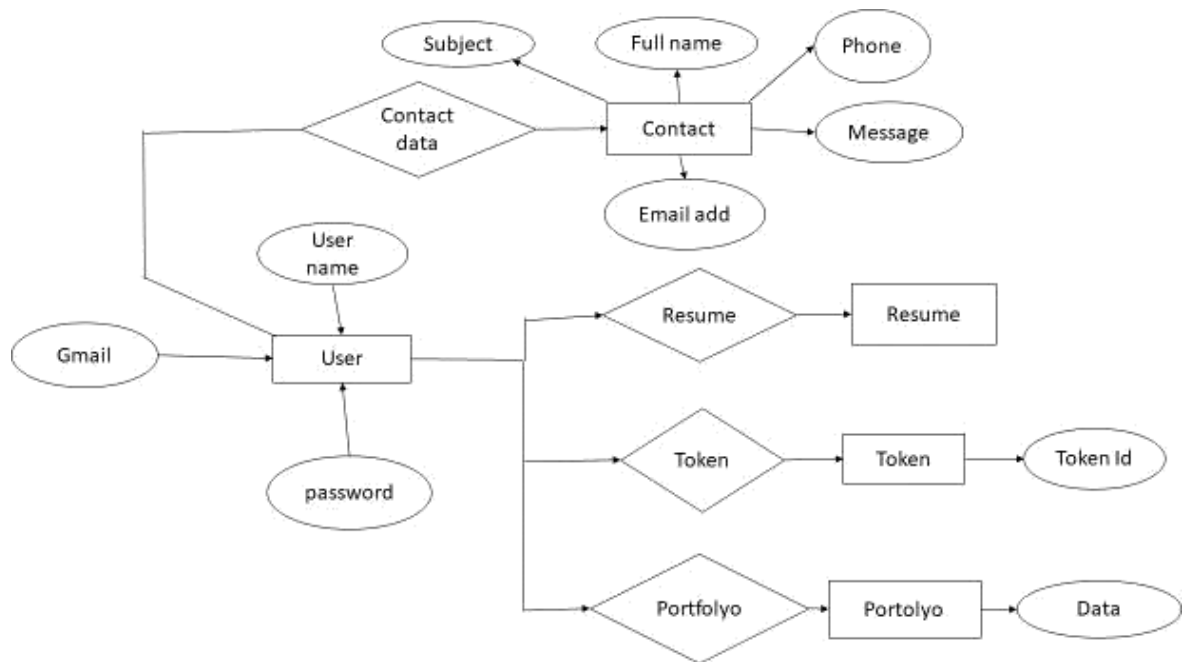 Subject
Full name
Phone
Contact
data
Contact
Message
Email add
User
name
Gmail
User
password
Resume
Resume
Token
Token
Token Id
Portfolyo
Portolyo
Data